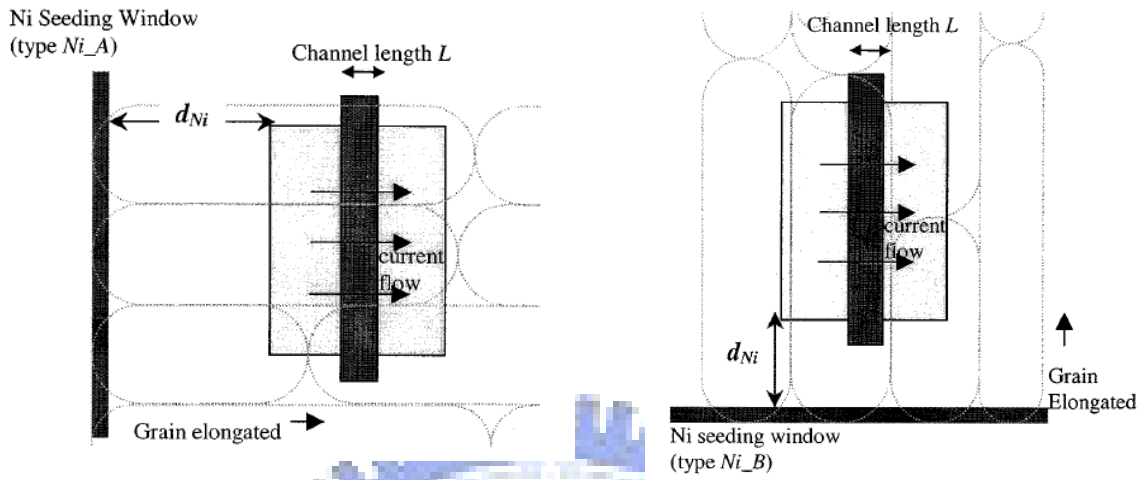 Ni Seeding Window
(type Ni_A)
Channel length L
d_Ni
current
flow
Grain elongated
Channel length L
current
flow
d_Ni
Grain
Elongated
Ni seeding window
(type Ni_B)